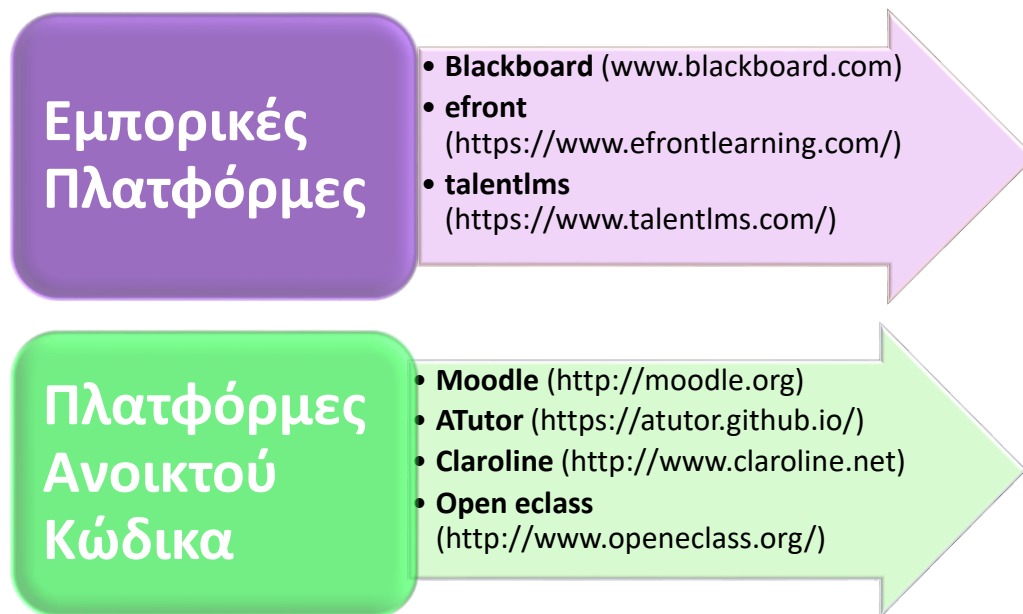 Εμπορικές
Πλατφόρμες
• Blackboard (www.blackboard.com)
• efront
(https://www.efrontlearning.com/)
• talentlms
(https://www.talentlms.com/)
Πλατφόρμες
Ανοικτού
Κώδικα
• Moodle (http://moodle.org)
• ATutor (https://atutor.github.io/)
• Claroline (http://www.claroline.net)
• Open eclass
(http://www.openeclass.org/)